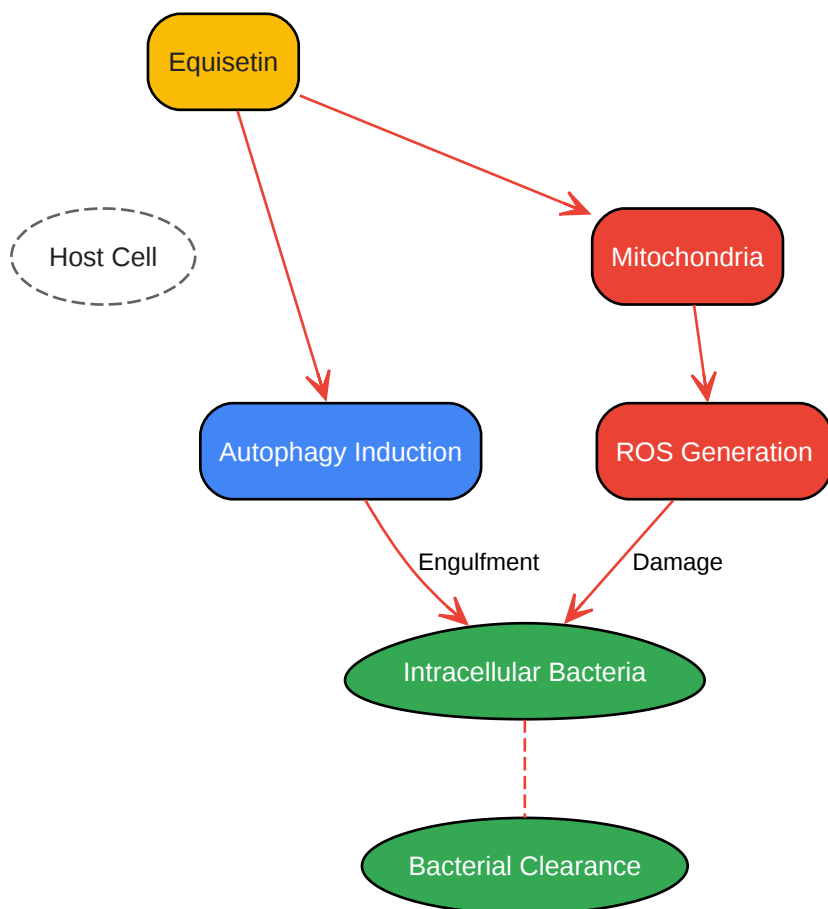 Equisetin
Host Cell
Mitochondria
Autophagy Induction
ROS Generation
Engulfment
Damage
Intracellular Bacteria
Bacterial Clearance